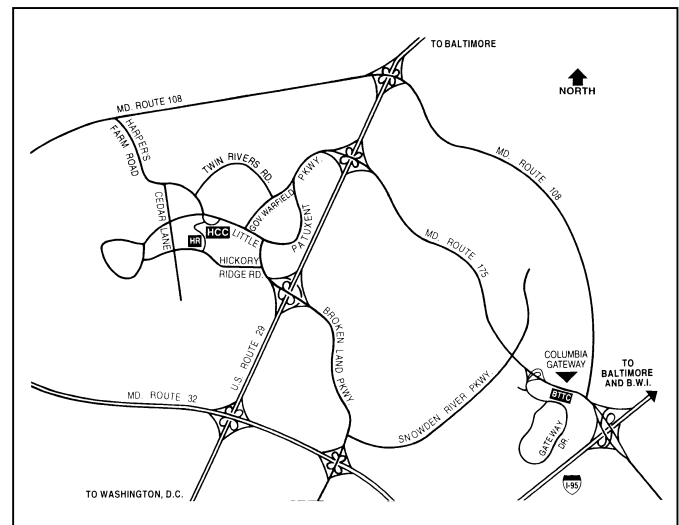 TO BALTIMORE
NORTH
MD. ROUTE 108
HARPER'S
FARM ROAD
TWIN RIVERS RD.
PKWY.
GOV. WARFIELD
PATUXENT
CEDAR LANE
HCC
LITTLE
HR
HICKORY
RIDGE RD.
MD. ROUTE 108
MD. ROUTE 175
U.S. ROUTE 29
BROKEN LAND PKWY
MD. ROUTE 32
SNOWDEN RIVER PKWY.
COLUMBIA
GATEWAY
TO
BALTIMORE
AND B.W.I.
BTTC
GATEWAY
DR.
I-95
TO WASHINGTON, D.C.